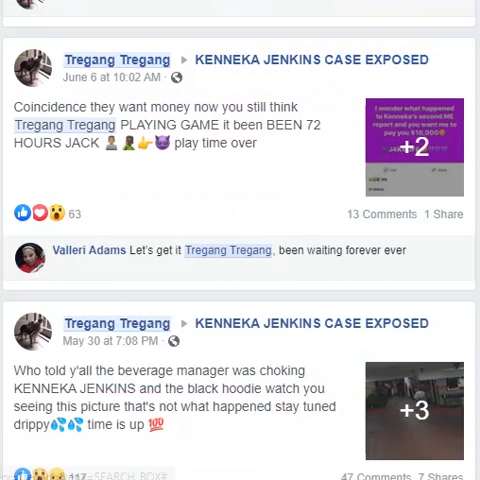 Tregang Tregang ▸ KENNEKA JENKINS CASE EXPOSED
June 6 at 10:02 AM ·
Coincidence they want money now you still think
Tregang Tregang PLAYING GAME it been BEEN 72
HOURS JACK 🤷🏽‍♂️👉😈 play time over
I wonder what happened
to Kenneka's second ME
report and you want me to
pay you $10,000
+2
63
13 Comments 1 Share
Valleri Adams Let's get it Tregang Tregang, been waiting forever ever
Tregang Tregang ▸ KENNEKA JENKINS CASE EXPOSED
May 30 at 7:08 PM ·
Who told y'all the beverage manager was choking
KENNEKA JENKINS and the black hoodie watch you
seeing this picture that's not what happened stay tuned
drippy💦💦 time is up 💯
+3
117
=SEARCH_BOX#
47 Comments 7 Shares